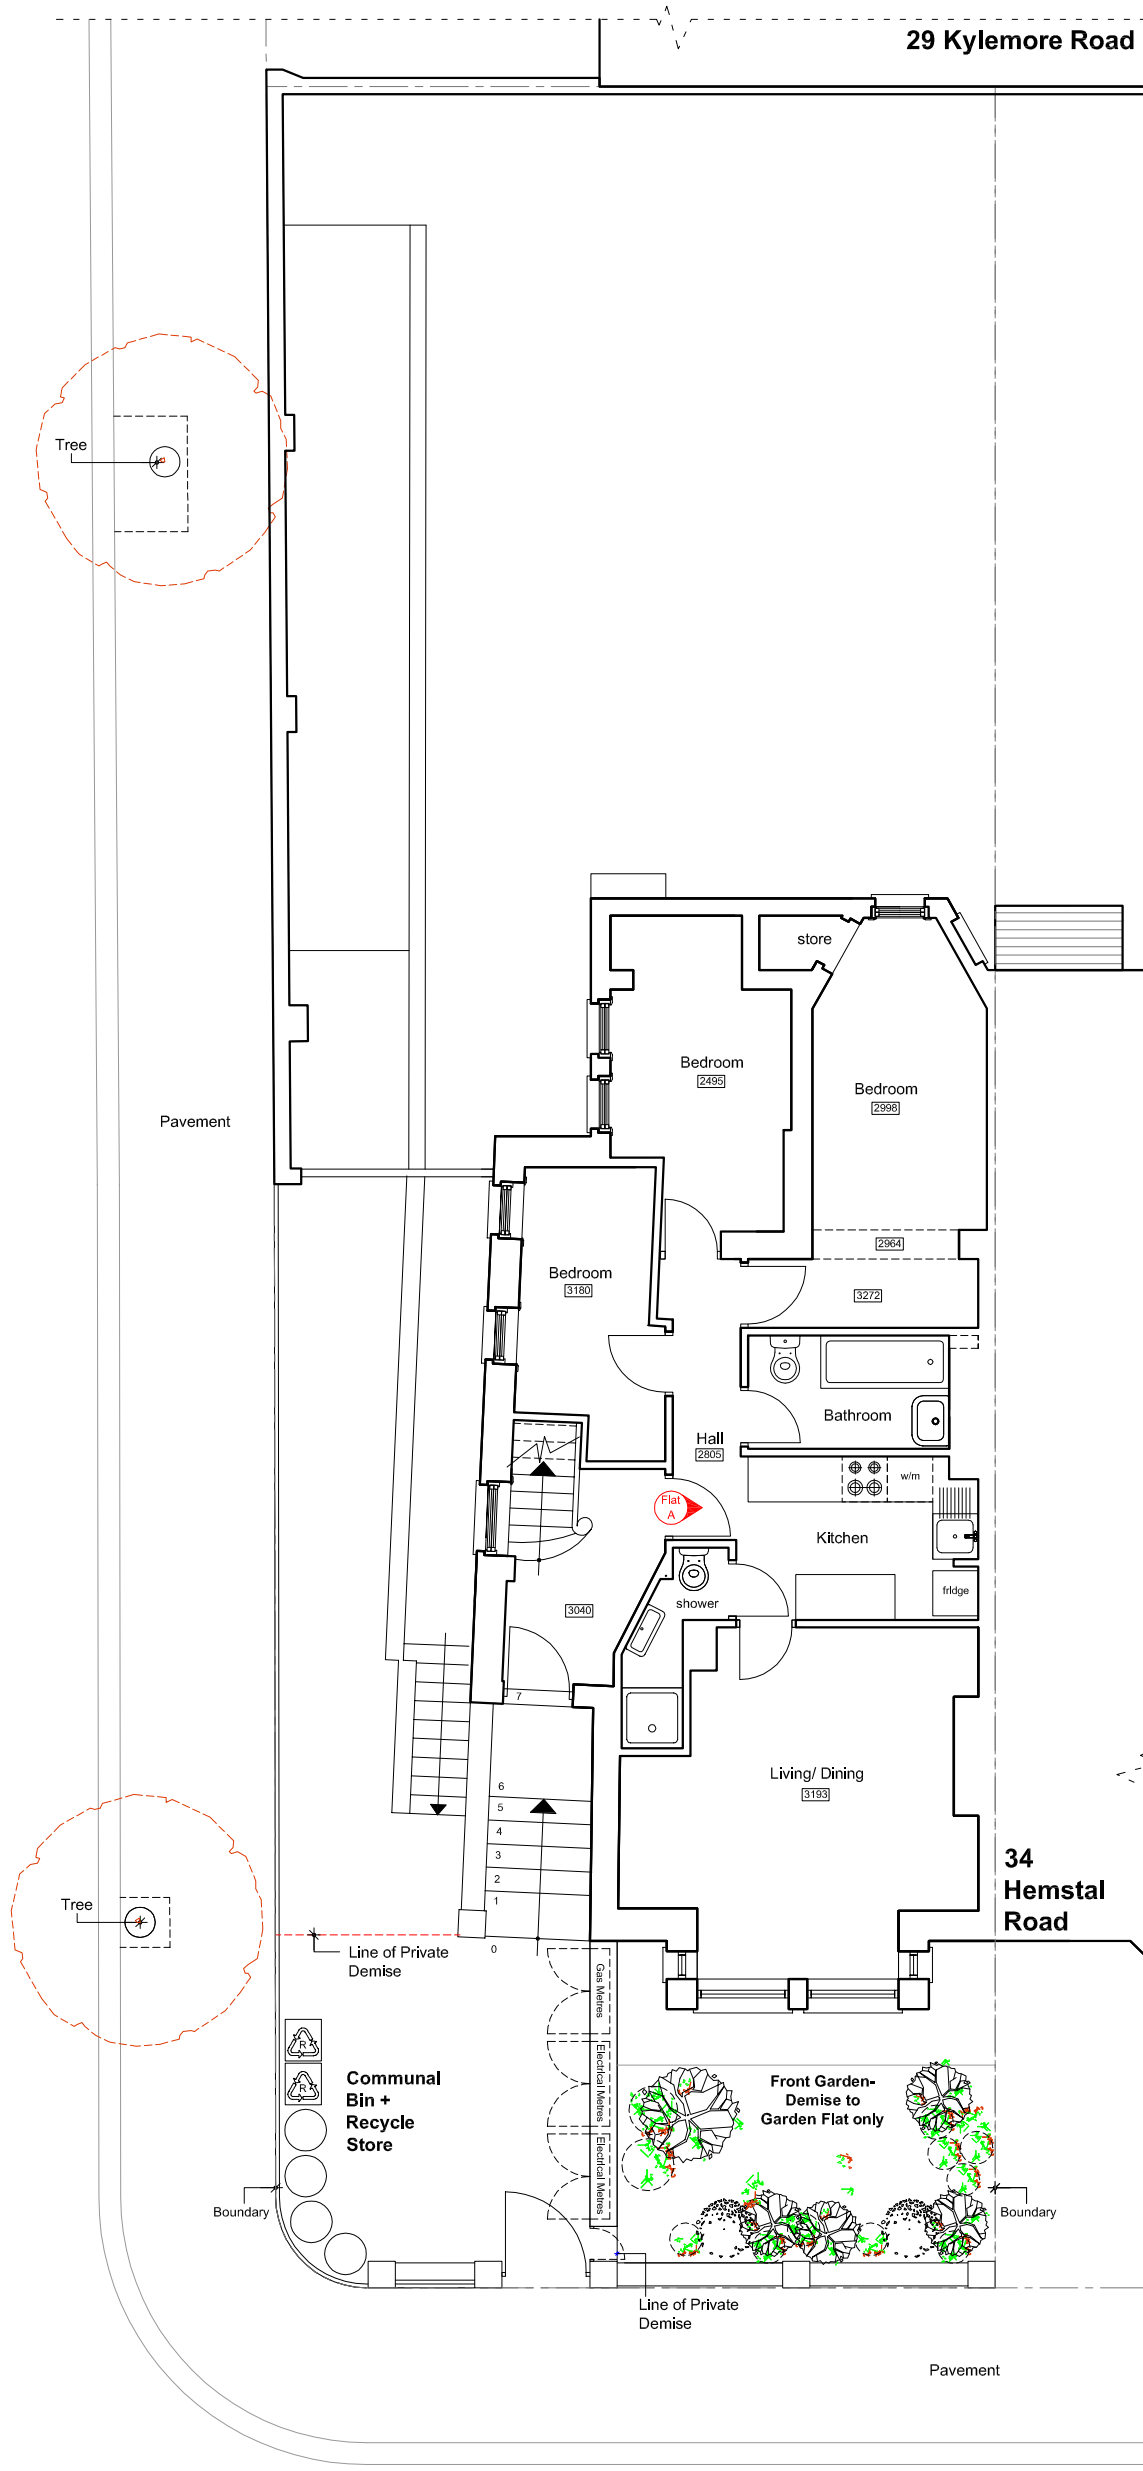 29 Kylemore Road
Tree
store
Bedroom
2495
Bedroom
2998
Pavement
2964
Bedroom
3180
3272
Bathroom
Hall
2805
w/m
Flat
A
Kitchen
fridge
shower
3040
7
Living/ Dining
3193
6
5
4
3
2
1
0
34
Hemstal
Road
Tree
Line of Private
Demise
Gas Metres
Electrical Metres
Electrical Metres
R
R
Communal
Bin +
Recycle
Store
Front Garden-
Demise to
Garden Flat only
Boundary
Boundary
Line of Private
Demise
Pavement